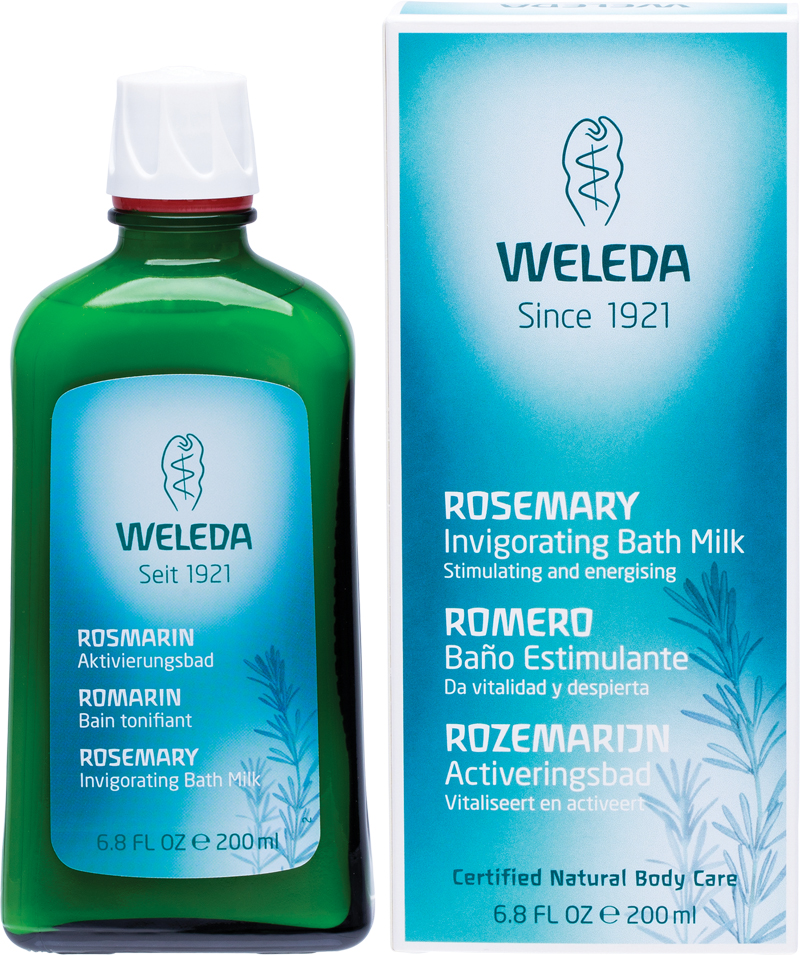 WELEDA
Seit 1921
ROSMARIN
Aktivierungsbad
ROMARIN
Bain tonifiant
ROSEMARY
Invigorating Bath Milk
6.8 FL OZ ℮ 200 ml
WELEDA
WELEDA
Since 1921
ROSEMARY
Invigorating Bath Milk
Stimulating and energising
ROMERO
Baño Estimulante
Da vitalidad y despierta
ROZEMARIJN
Activeringsbad
Vitaliseert en activeert
Certified Natural Body Care
6.8 FL OZ ℮ 200 ml